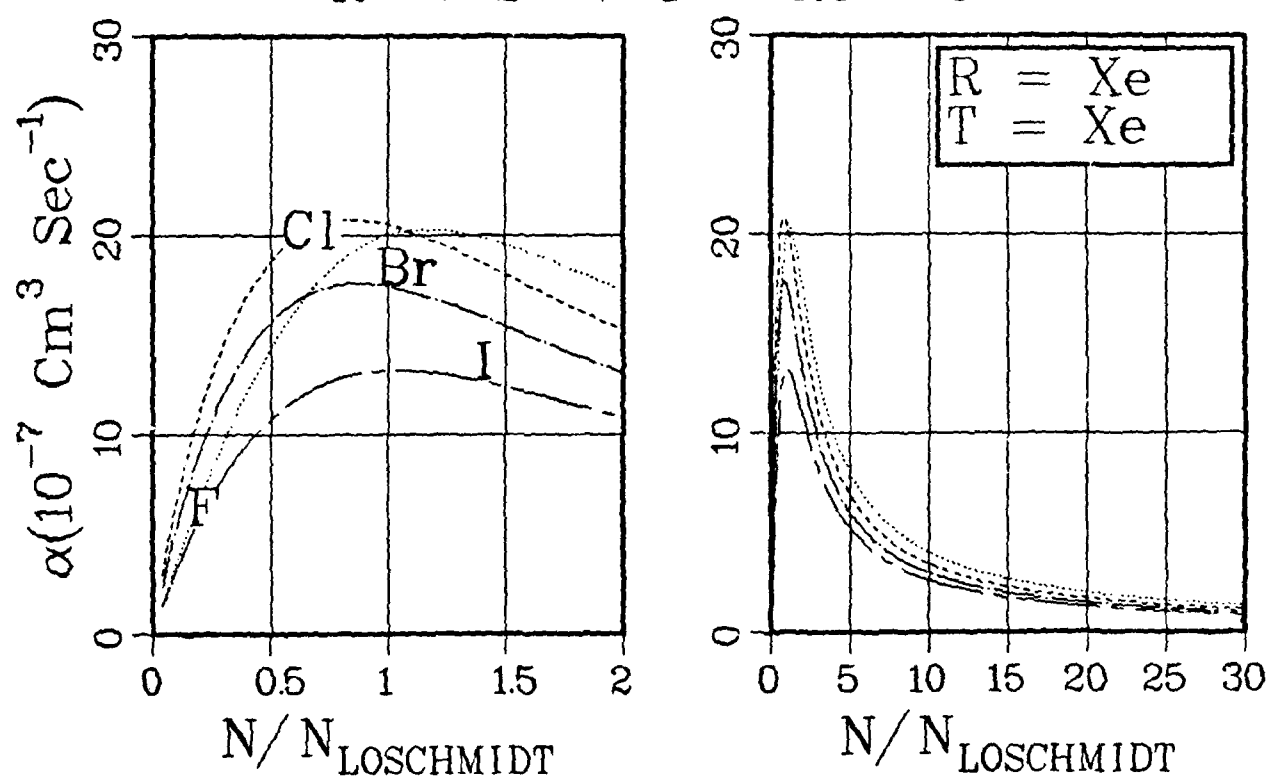 30
20
10
0
α(10⁻⁷ Cm³ Sec⁻¹)
Cl
Br
I
F
0 0.5 1 1.5 2
N/N_LOSCHMIDT
30
20
10
0
R = Xe
T = Xe
0 5 10 15 20 25 30
N/N_LOSCHMIDT